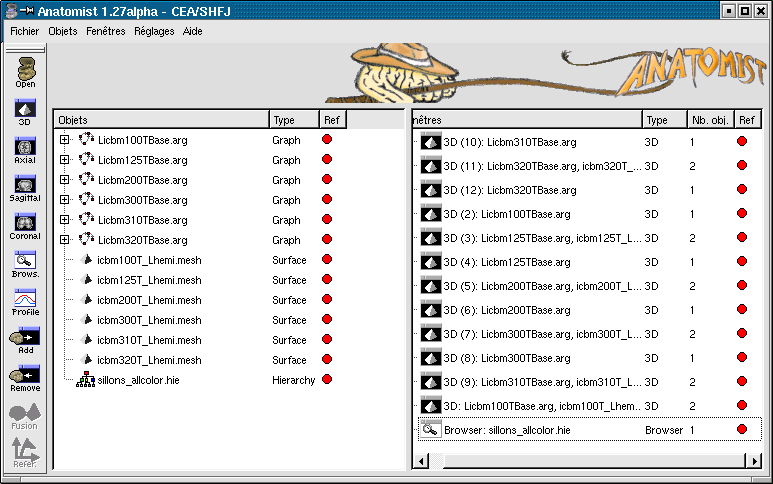 Anatomist 1.27alpha - CEA/SHFJ
Fichier Objets Fenêtres Réglages Aide
ANATOMIST
Open
3D
Axial
Sagittal
Coronal
Brows.
Profile
Add
Remove
Fusion
Refer.
Objets Type Ref
Licbm100TBase.arg Graph
Licbm125TBase.arg Graph
Licbm200TBase.arg Graph
Licbm300TBase.arg Graph
Licbm310TBase.arg Graph
Licbm320TBase.arg Graph
icbm100T_Lhemi.mesh Surface
icbm125T_Lhemi.mesh Surface
icbm200T_Lhemi.mesh Surface
icbm300T_Lhemi.mesh Surface
icbm310T_Lhemi.mesh Surface
icbm320T_Lhemi.mesh Surface
sillons_allcolor.hie Hierarchy
nêtres Type Nb. obj. Ref
3D (10): Licbm310TBase.arg 3D 1
3D (11): Licbm320TBase.arg, icbm320T_... 3D 2
3D (12): Licbm320TBase.arg 3D 1
3D (2): Licbm100TBase.arg 3D 1
3D (3): Licbm125TBase.arg, icbm125T_L... 3D 2
3D (4): Licbm125TBase.arg 3D 1
3D (5): Licbm200TBase.arg, icbm200T_L... 3D 2
3D (6): Licbm200TBase.arg 3D 1
3D (7): Licbm300TBase.arg, icbm300T_L... 3D 2
3D (8): Licbm300TBase.arg 3D 1
3D (9): Licbm310TBase.arg, icbm310T_L... 3D 2
3D: Licbm100TBase.arg, icbm100T_Lhem... 3D 2
Browser: sillons_allcolor.hie Browser 1